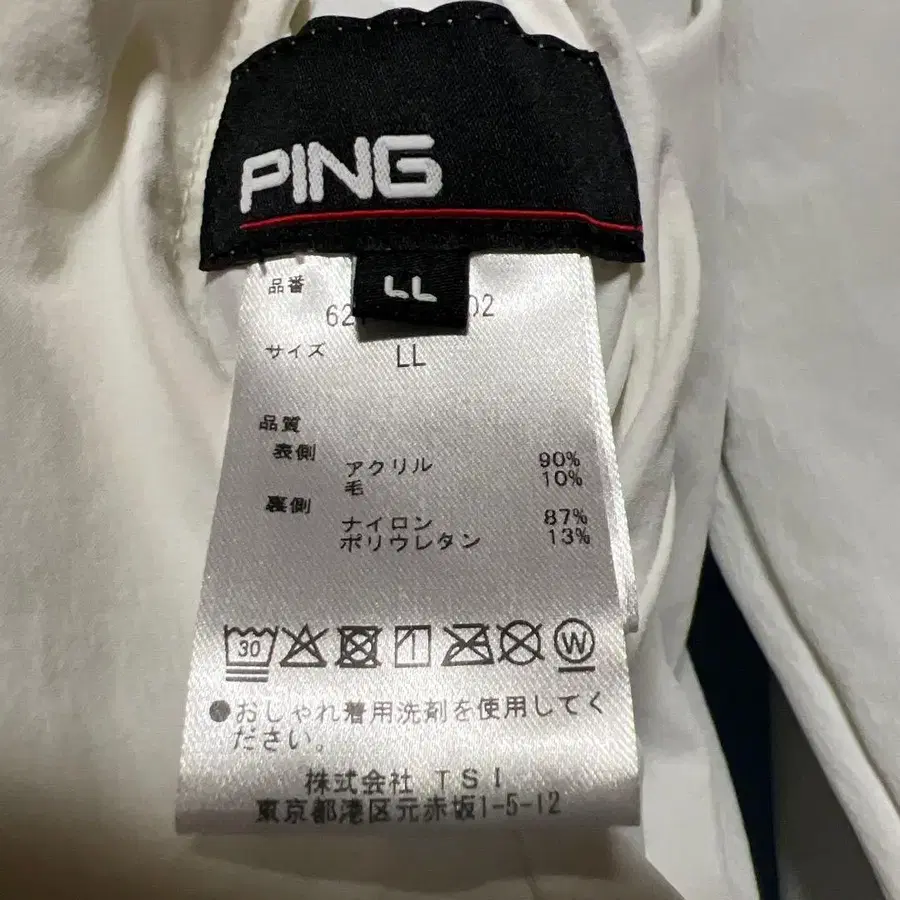 PING
LL
品番
サイズ LL
品質
表側
アクリル 90%
毛 10%
裏側
ナイロン 87%
ポリウレタン 13%
30
W
●おしゃれ着用洗剤を使用してく
ださい。
株式会社 TSI
東京都港区元赤坂1-5-12